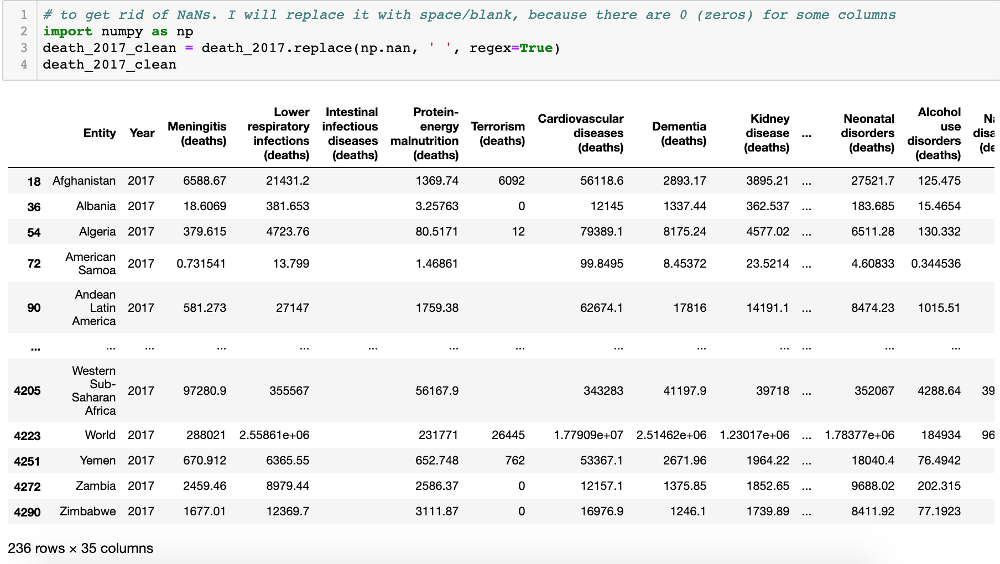 1 # to get rid of NaNs. I will replace it with space/blank, because there are 0 (zeros) for some columns
2 import numpy as np
3 death_2017_clean = death_2017.replace(np.nan, ' ', regex=True)
4 death_2017_clean
Entity Year Meningitis (deaths) Lower respiratory infections (deaths) Intestinal infectious diseases (deaths) Protein-energy malnutrition (deaths) Terrorism (deaths) Cardiovascular diseases (deaths) Dementia (deaths) Kidney disease (deaths) ... Neonatal disorders (deaths) Alcohol use disorders (deaths)
18 Afghanistan 2017 6588.67 21431.2 1369.74 6092 56118.6 2893.17 3895.21 ... 27521.7 125.475
36 Albania 2017 18.6069 381.653 3.25763 0 12145 1337.44 362.537 ... 183.685 15.4654
54 Algeria 2017 379.615 4723.76 80.5171 12 79389.1 8175.24 4577.02 ... 6511.28 130.332
72 American Samoa 2017 0.731541 13.799 1.46861 99.8495 8.45372 23.5214 ... 4.60833 0.344536
90 Andean Latin America 2017 581.273 27147 1759.38 62674.1 17816 14191.1 ... 8474.23 1015.51
... ... ... ... ... ... ... ... ... ... ... ... ... ...
4205 Western Sub-Saharan Africa 2017 97280.9 355567 56167.9 343283 41197.9 39718 ... 352067 4288.64 39
4223 World 2017 288021 2.55861e+06 231771 26445 1.77909e+07 2.51462e+06 1.23017e+06 ... 1.78377e+06 184934 96
4251 Yemen 2017 670.912 6365.55 652.748 762 53367.1 2671.96 1964.22 ... 18040.4 76.4942
4272 Zambia 2017 2459.46 8979.44 2586.37 0 12157.1 1375.85 1852.65 ... 9688.02 202.315
4290 Zimbabwe 2017 1677.01 12369.7 3111.87 0 16976.9 1246.1 1739.89 ... 8411.92 77.1923
236 rows × 35 columns